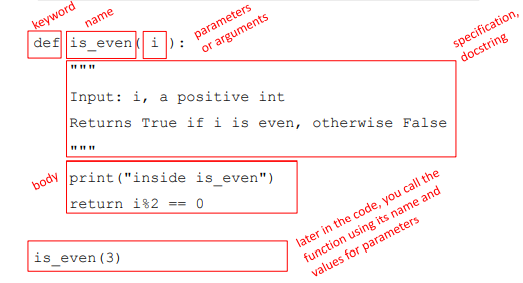 keyword
name
parameters
or arguments
def is_even( i ):
specification,
docstring
"""
Input: i, a positive int
Returns True if i is even, otherwise False
"""
body
print("inside is_even")
return i%2 == 0
later in the code, you call the
function using its name and
values for parameters
is_even(3)